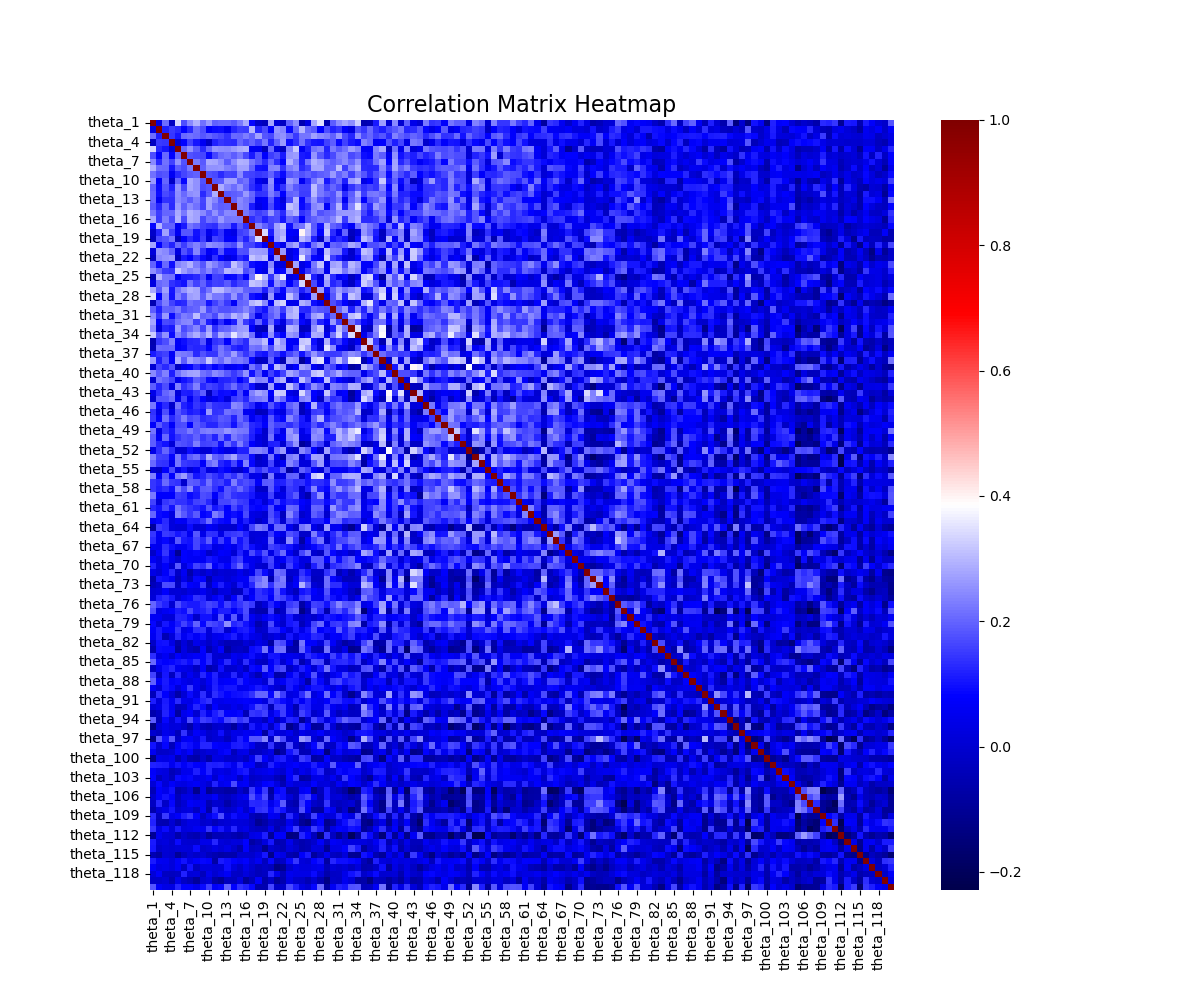 Correlation Matrix Heatmap
theta_1
theta_4
theta_7
theta_10
theta_13
theta_16
theta_19
theta_22
theta_25
theta_28
theta_31
theta_34
theta_37
theta_40
theta_43
theta_46
theta_49
theta_52
theta_55
theta_58
theta_61
theta_64
theta_67
theta_70
theta_73
theta_76
theta_79
theta_82
theta_85
theta_88
theta_91
theta_94
theta_97
theta_100
theta_103
theta_106
theta_109
theta_112
theta_115
theta_118
theta_1
theta_4
theta_7
theta_10
theta_13
theta_16
theta_19
theta_22
theta_25
theta_28
theta_31
theta_34
theta_37
theta_40
theta_43
theta_46
theta_49
theta_52
theta_55
theta_58
theta_61
theta_64
theta_67
theta_70
theta_73
theta_76
theta_79
theta_82
theta_85
theta_88
theta_91
theta_94
theta_97
theta_100
theta_103
theta_106
theta_109
theta_112
theta_115
theta_118
1.0
0.8
0.6
0.4
0.2
0.0
−0.2